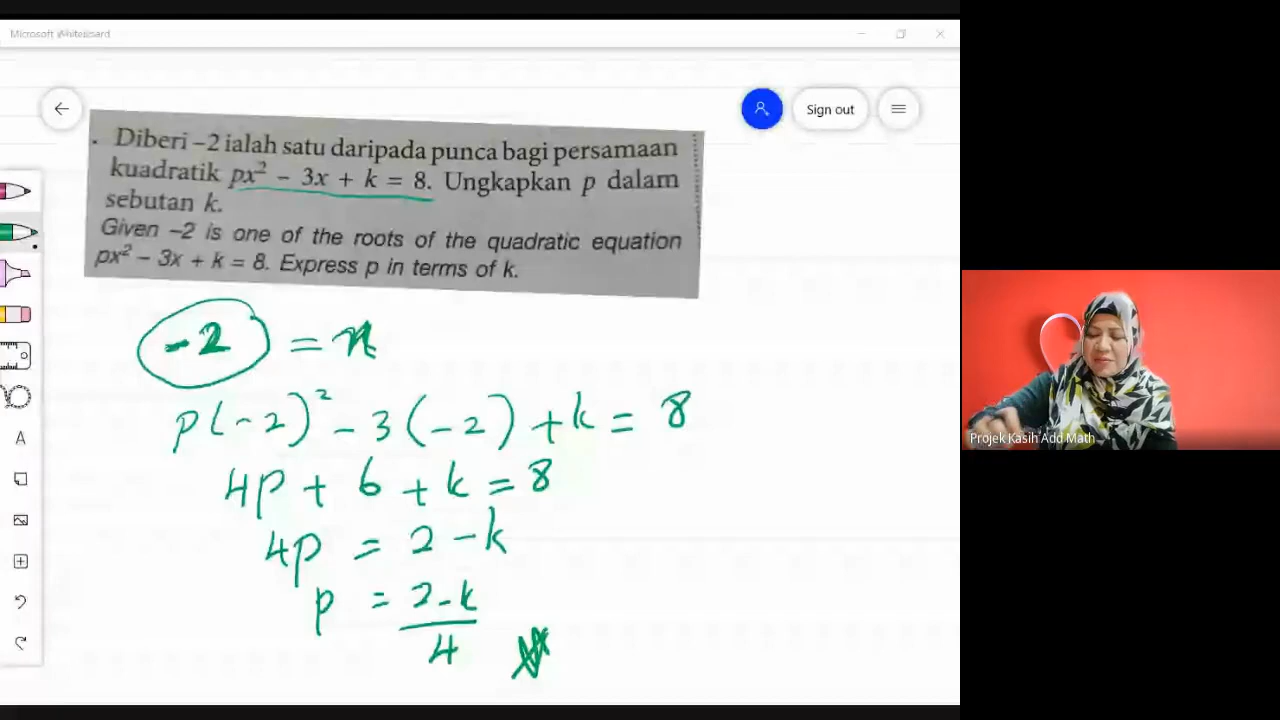 Microsoft Whiteboard
Sign out
Diberi –2 ialah satu daripada punca bagi persamaan
kuadratik px² – 3x + k = 8. Ungkapkan p dalam
sebutan k.
Given –2 is one of the roots of the quadratic equation
px² – 3x + k = 8. Express p in terms of k.
-2 = x
p(-2)² - 3(-2) + k = 8
4p + 6 + k = 8
4p = 2 - k
p = 2-k
4
A
Projek Kasih Add Math